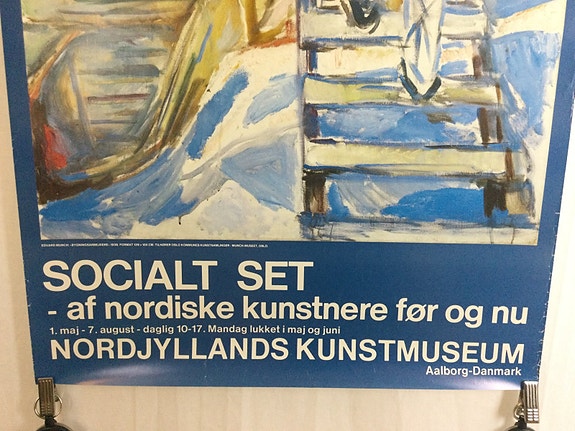 SOCIALT SET
- af nordiske kunstnere før og nu
1. maj - 7. august - daglig 10-17. Mandag lukket i maj og juni
NORDJYLLANDS KUNSTMUSEUM
Aalborg-Danmark